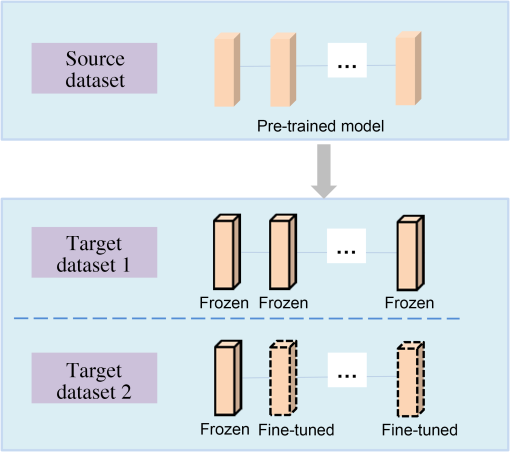 Source
dataset
...
Pre-trained model
Target
dataset 1
...
Frozen Frozen Frozen
Target
dataset 2
...
Frozen Fine-tuned Fine-tuned